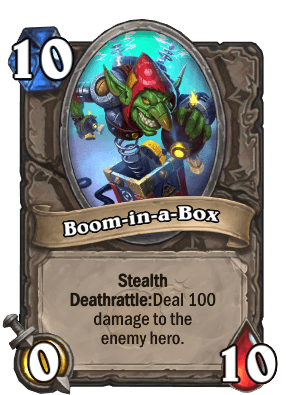 10
Boom-in-a-Box
Stealth
Deathrattle:Deal 100
damage to the
enemy hero.
0
10